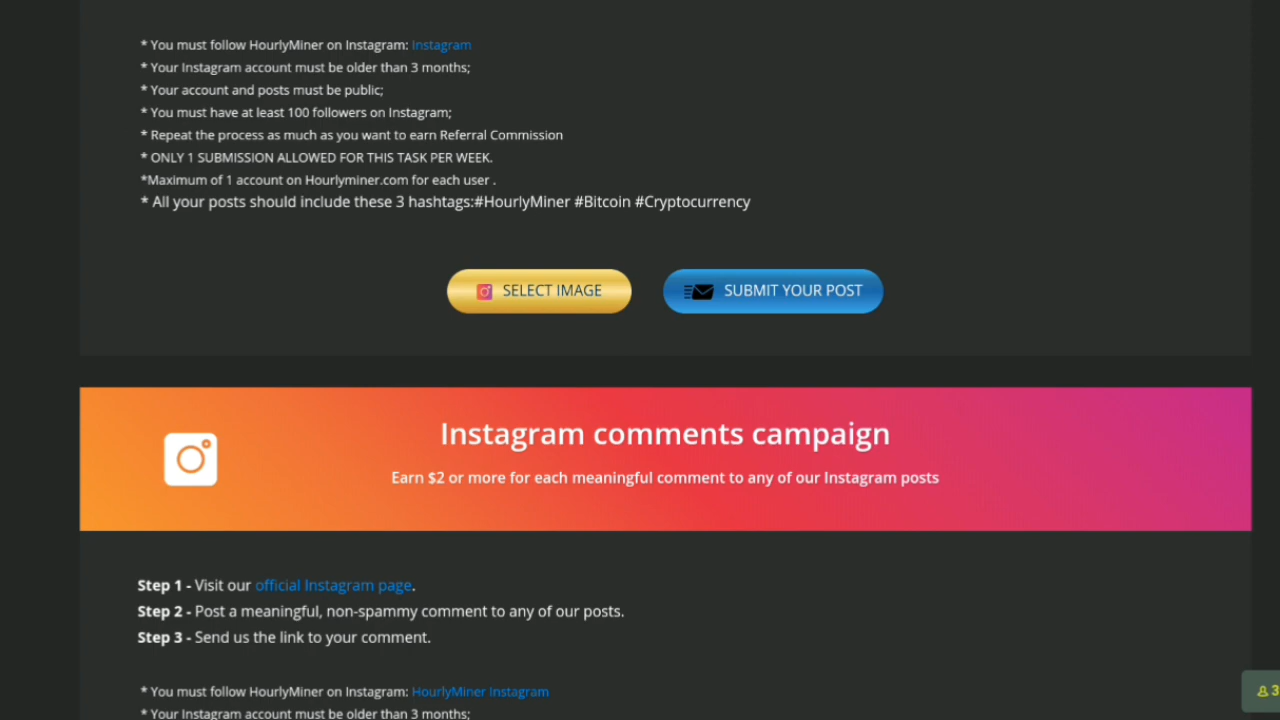 * You must follow HourlyMiner on Instagram: Instagram
* Your Instagram account must be older than 3 months;
* Your account and posts must be public;
* You must have at least 100 followers on Instagram;
* Repeat the process as much as you want to earn Referral Commission
* ONLY 1 SUBMISSION ALLOWED FOR THIS TASK PER WEEK.
*Maximum of 1 account on Hourlyminer.com for each user .
* All your posts should include these 3 hashtags:#HourlyMiner #Bitcoin #Cryptocurrency
SELECT IMAGE
SUBMIT YOUR POST
Instagram comments campaign
Earn $2 or more for each meaningful comment to any of our Instagram posts
Step 1 - Visit our official Instagram page.
Step 2 - Post a meaningful, non-spammy comment to any of our posts.
Step 3 - Send us the link to your comment.
* You must follow HourlyMiner on Instagram: HourlyMiner Instagram
* Your Instagram account must be older than 3 months;
3